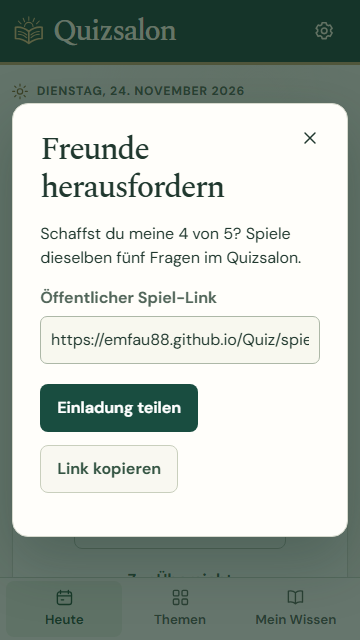 Quizsalon
DIENSTAG, 24. NOVEMBER 2026
Freunde
herausfordern
Schaffst du meine 4 von 5? Spiele
dieselben fünf Fragen im Quizsalon.
Öffentlicher Spiel-Link
https://emfau88.github.io/Quiz/spie
Einladung teilen
Link kopieren
Heute
Themen
Mein Wissen